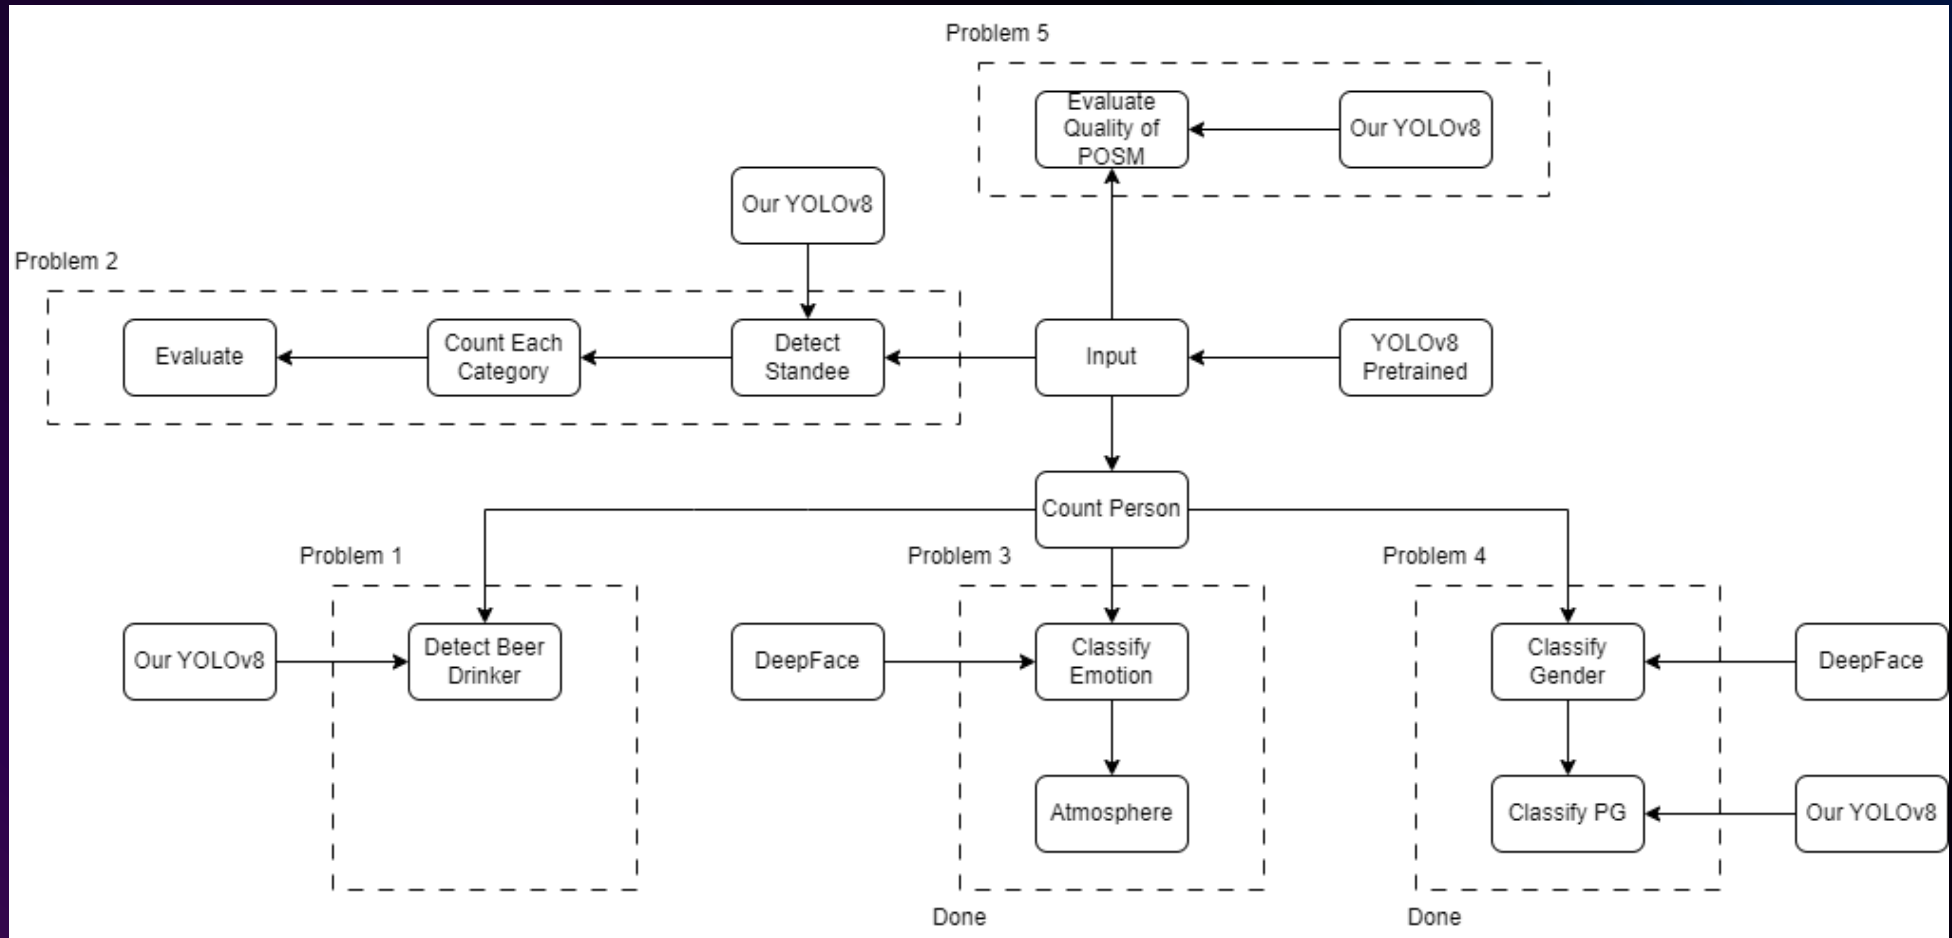 Problem 5
Evaluate
Quality of
POSM
Our YOLOv8
Our YOLOv8
Problem 2
Evaluate
Count Each
Category
Detect
Standee
Input
YOLOv8
Pretrained
Count Person
Problem 1
Problem 3
Problem 4
Our YOLOv8
Detect Beer
Drinker
DeepFace
Classify
Emotion
Classify
Gender
DeepFace
Atmosphere
Classify PG
Our YOLOv8
Done
Done